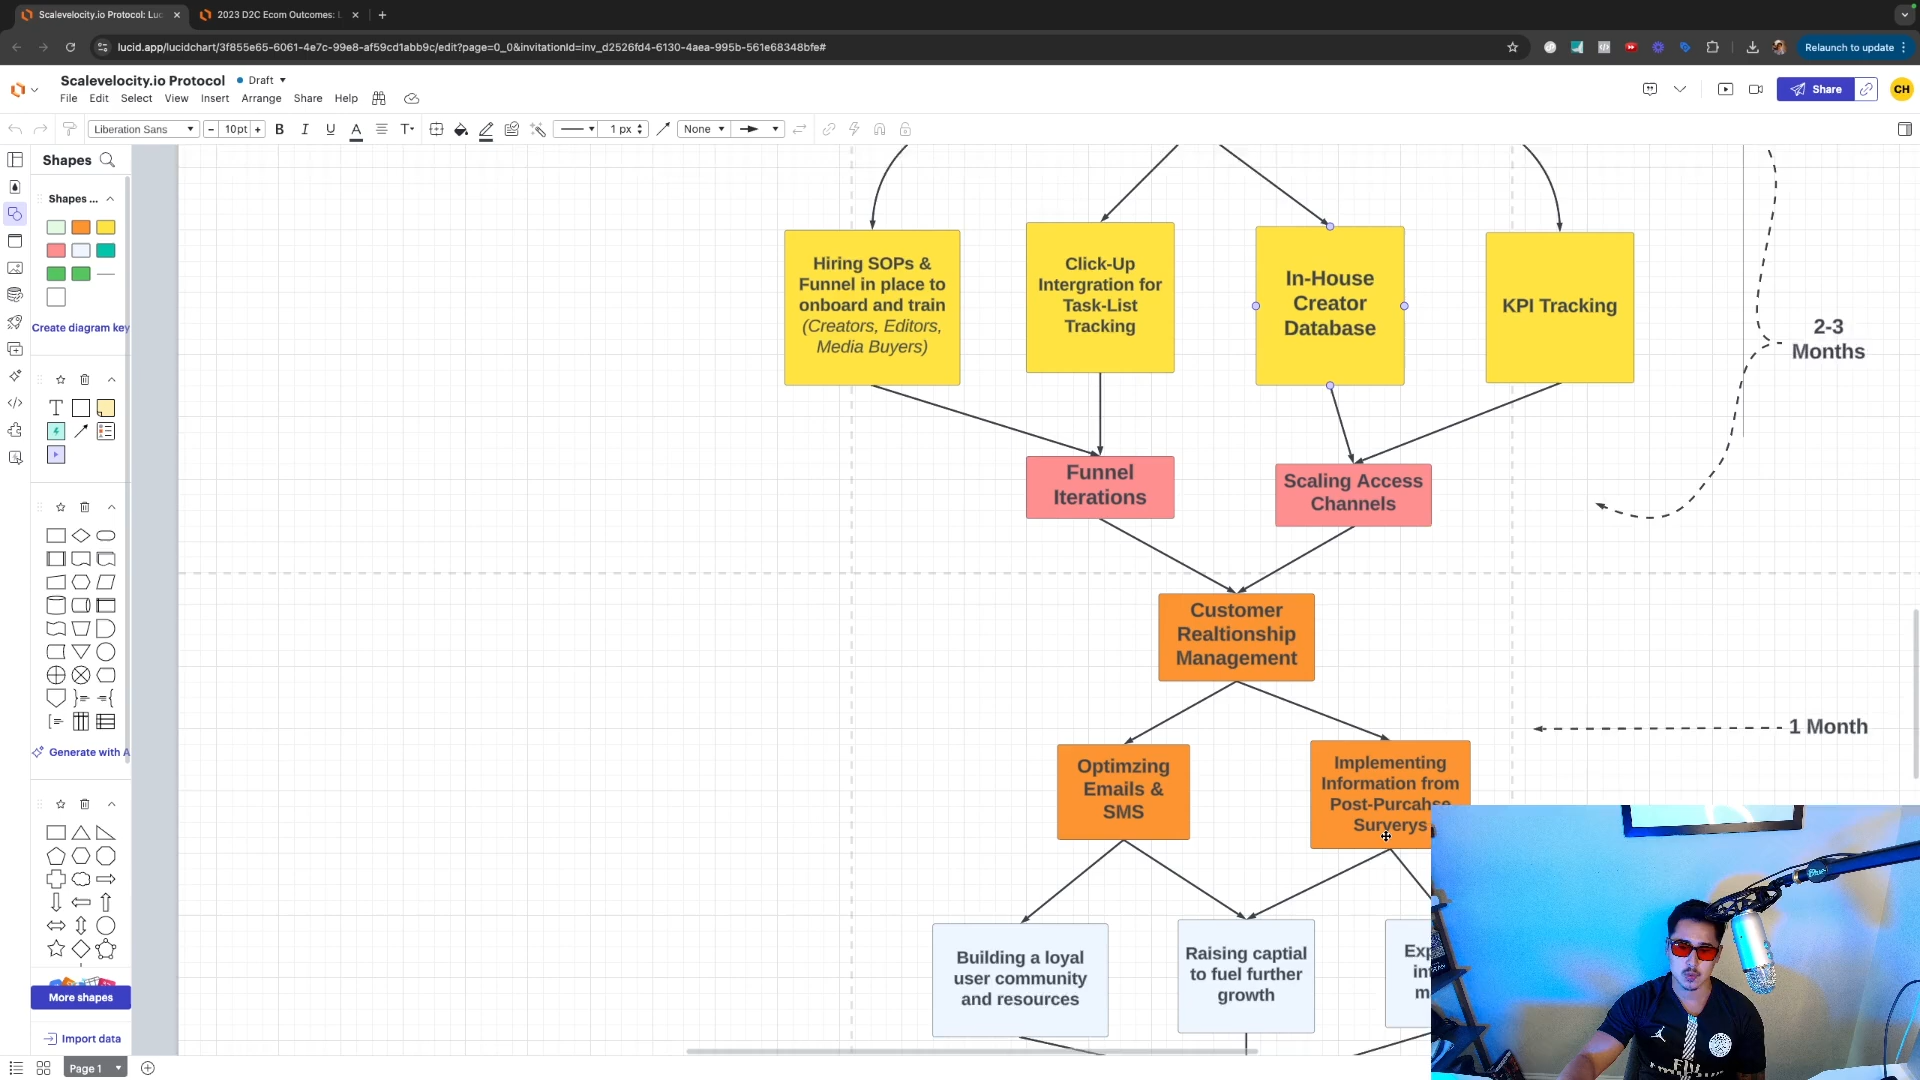 Scalevelocity.io Protocol: Luc
2023 D2C Ecom Outcomes: L
lucid.app/lucidchart/3f855e65-6061-4e7c-99e8-af59cd1abb9c/edit?page=0_0&invitationId=inv_d2526fd4-6130-4aea-995b-561e68348bfe#
Relaunch to update
Scalevelocity.io Protocol
Draft
File Edit Select View Insert Arrange Share Help
Share
CH
Liberation Sans
10pt
B I U A T
1 px
None
Shapes
Shapes ...
Create diagram key
Generate with A
More shapes
Import data
Page 1
Hiring SOPs &
Funnel in place to
onboard and train
(Creators, Editors,
Media Buyers)
Click-Up
Intergration for
Task-List
Tracking
In-House
Creator
Database
KPI Tracking
2-3
Months
Funnel
Iterations
Scaling Access
Channels
Customer
Realtionship
Management
1 Month
Optimzing
Emails &
SMS
Implementing
Information from
Post-Purcahse
Surverys
Building a loyal
user community
and resources
Raising captial
to fuel further
growth
Exp
in
m